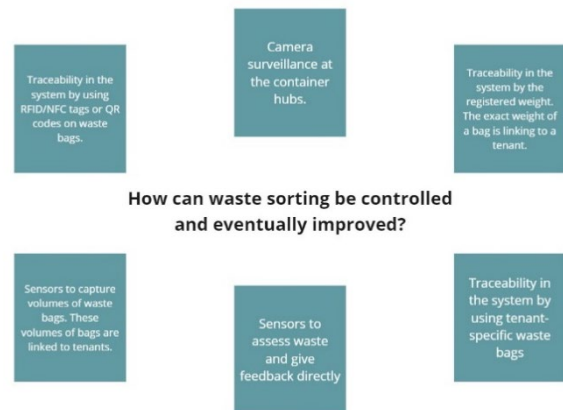 Traceability in the
system by using
RFID/NFC tags or QR
codes on waste
bags.
Camera
surveillance at
the container
hubs.
Traceability in the
system by the
registered weight.
The exact weight of
a bag is linking to a
tenant.
How can waste sorting be controlled
and eventually improved?
Sensors to capture
volumes of waste
bags. These
volumes of bags are
linked to tenants.
Sensors to
assess waste
and give
feedback directly
Traceability in
the system by
using tenant-
specific waste
bags